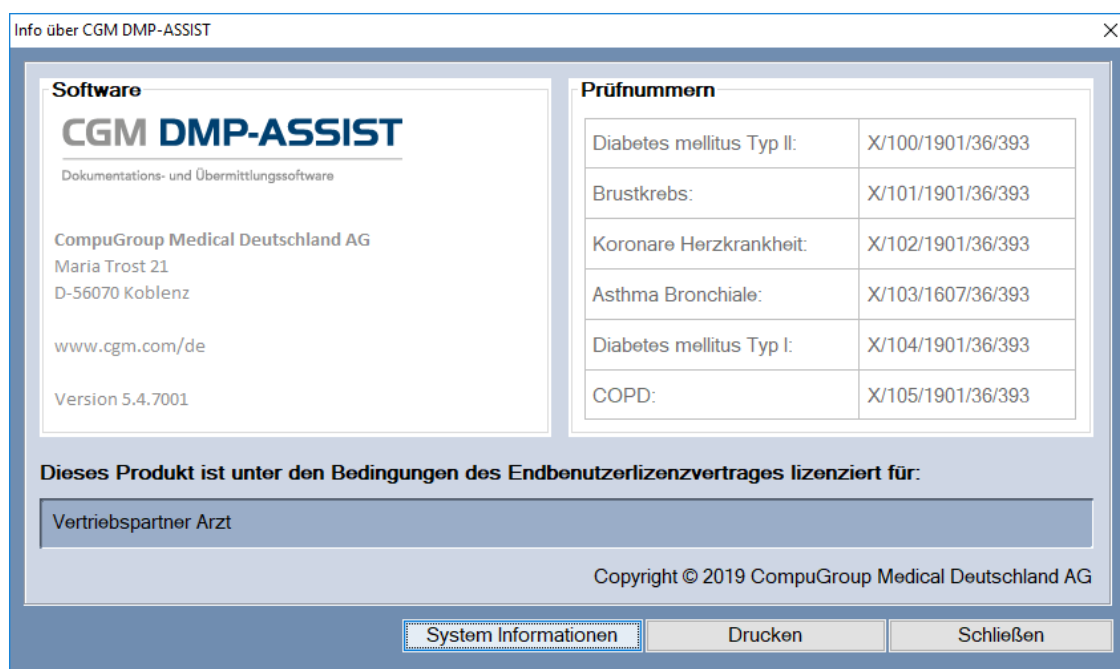 Info über CGM DMP-ASSIST
Software
CGM DMP-ASSIST
Dokumentations- und Übermittlungssoftware
CompuGroup Medical Deutschland AG
Maria Trost 21
D-56070 Koblenz
www.cgm.com/de
Version 5.4.7001
Prüfnummern
Diabetes mellitus Typ II: X/100/1901/36/393
Brustkrebs: X/101/1901/36/393
Koronare Herzkrankheit: X/102/1901/36/393
Asthma Bronchiale: X/103/1607/36/393
Diabetes mellitus Typ I: X/104/1901/36/393
COPD: X/105/1901/36/393
Dieses Produkt ist unter den Bedingungen des Endbenutzerlizenzvertrages lizenziert für:
Vertriebspartner Arzt
Copyright © 2019 CompuGroup Medical Deutschland AG
System Informationen Drucken Schließen